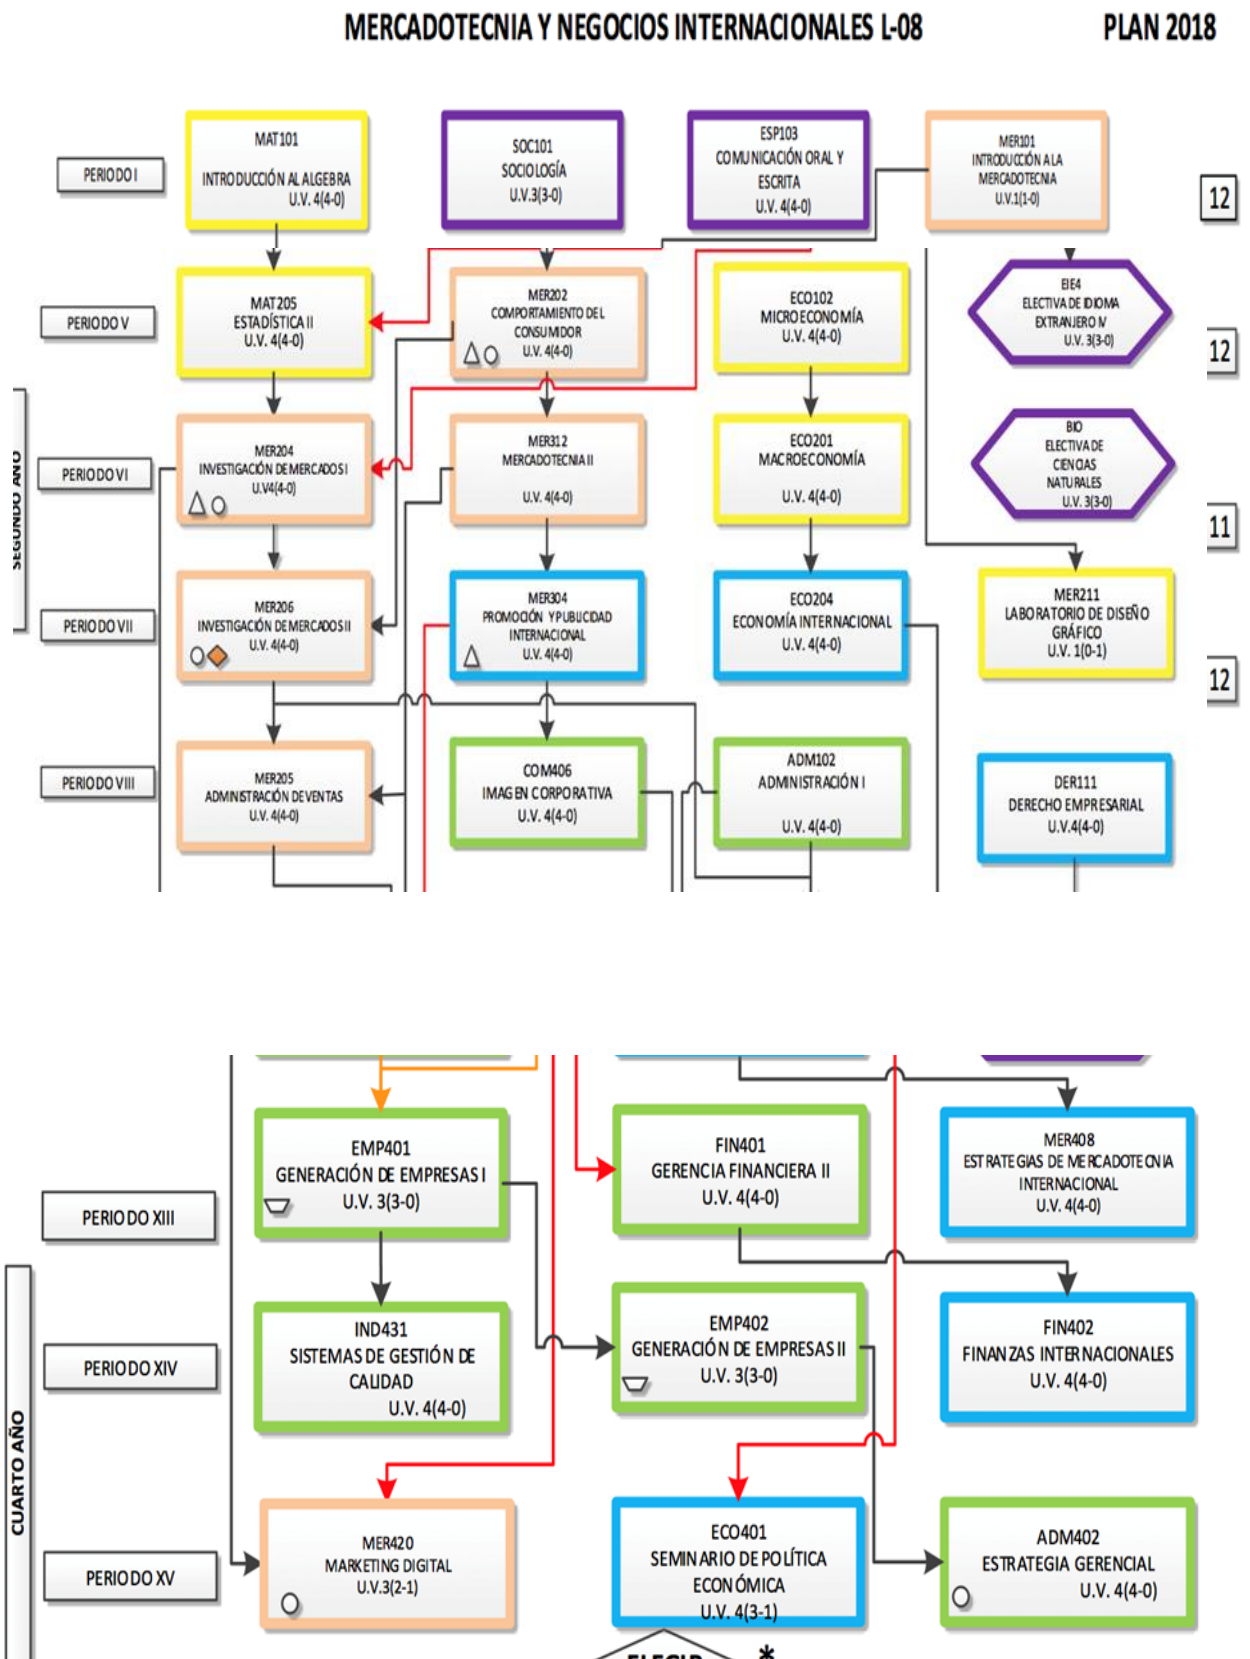 MERCADOTECNIA Y NEGOCIOS INTERNACIONALES L-08
PLAN 2018
PERIODO I
MAT101
INTRODUCCIÓN AL ALGEBRA
U.V. 4(4-0)
SOC101
SOCIOLOGÍA
U.V.3(3-0)
ESP103
COMUNICACIÓN ORAL Y
ESCRITA
U.V. 4(4-0)
MER101
INTRODUCCIÓN A LA
MERCADOTECNIA
U.V.1(1-0)
12
PERIODO V
MAT205
ESTADÍSTICA II
U.V. 4(4-0)
MER202
COMPORTAMIENTO DEL
CONSUMIDOR
U.V. 4(4-0)
ECO102
MICROECONOMÍA
U.V. 4(4-0)
EIE4
ELECTIVA DE IDIOMA
EXTRANJERO IV
U.V. 3(3-0)
12
SEGUNDO AÑO
PERIODO VI
MER204
INVESTIGACIÓN DE MERCADOS I
U.V4(4-0)
MER312
MERCADOTECNIA II
U.V. 4(4-0)
ECO201
MACROECONOMÍA
U.V. 4(4-0)
BIO
ELECTIVA DE
CIENCIAS
NATURALES
U.V. 3(3-0)
11
PERIODO VII
MER206
INVESTIGACIÓN DE MERCADOS II
U.V. 4(4-0)
MER304
PROMOCIÓN Y PUBLICIDAD
INTERNACIONAL
U.V. 4(4-0)
ECO204
ECONOMÍA INTERNACIONAL
U.V. 4(4-0)
MER211
LABORATORIO DE DISEÑO
GRÁFICO
U.V. 1(0-1)
12
PERIODO VIII
MER205
ADMINISTRACIÓN DE VENTAS
U.V. 4(4-0)
COM406
IMAGEN CORPORATIVA
U.V. 4(4-0)
ADM102
ADMINISTRACIÓN I
U.V. 4(4-0)
DER111
DERECHO EMPRESARIAL
U.V.4(4-0)
PERIODO XIII
EMP401
GENERACIÓN DE EMPRESAS I
U.V. 3(3-0)
FIN401
GERENCIA FINANCIERA II
U.V. 4(4-0)
MER408
ESTRATEGIAS DE MERCADOTECNIA
INTERNACIONAL
U.V. 4(4-0)
CUARTO AÑO
PERIODO XIV
IND431
SISTEMAS DE GESTIÓN DE
CALIDAD
U.V. 4(4-0)
EMP402
GENERACIÓN DE EMPRESAS II
U.V. 3(3-0)
FIN402
FINANZAS INTERNACIONALES
U.V. 4(4-0)
PERIODO XV
MER420
MARKETING DIGITAL
U.V.3(2-1)
ECO401
SEMINARIO DE POLÍTICA
ECONÓMICA
U.V. 4(3-1)
ADM402
ESTRATEGIA GERENCIAL
U.V. 4(4-0)
ELEGIR *